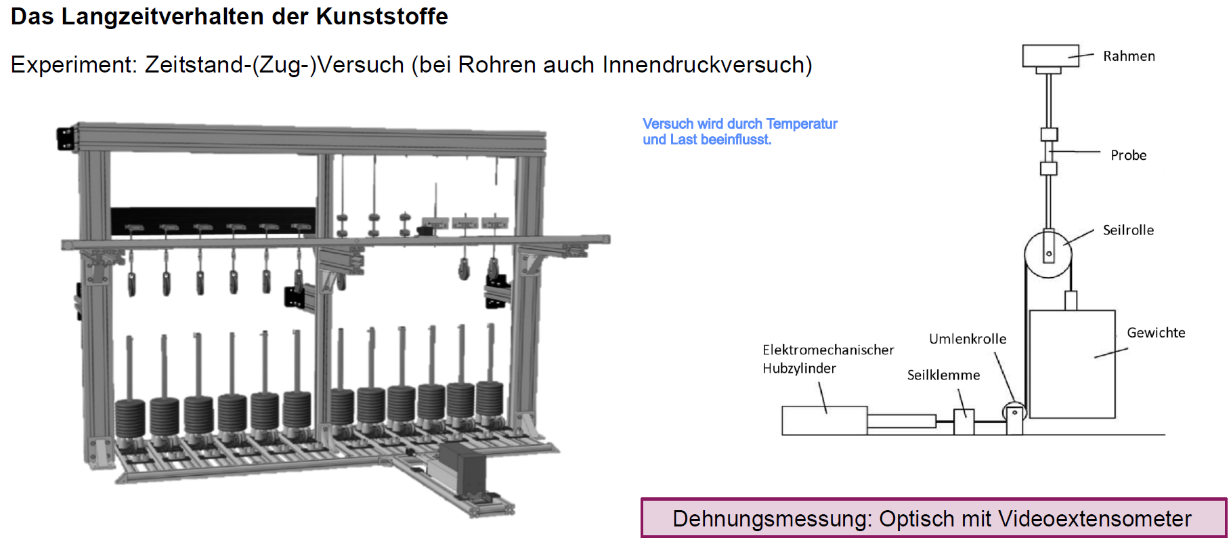 Das Langzeitverhalten der Kunststoffe
Experiment: Zeitstand-(Zug-)Versuch (bei Rohren auch Innendruckversuch)
Versuch wird durch Temperatur
und Last beeinflusst.
Rahmen
Probe
Seilrolle
Gewichte
Umlenkrolle
Elektromechanischer
Hubzylinder
Seilklemme
Dehnungsmessung: Optisch mit Videoextensometer